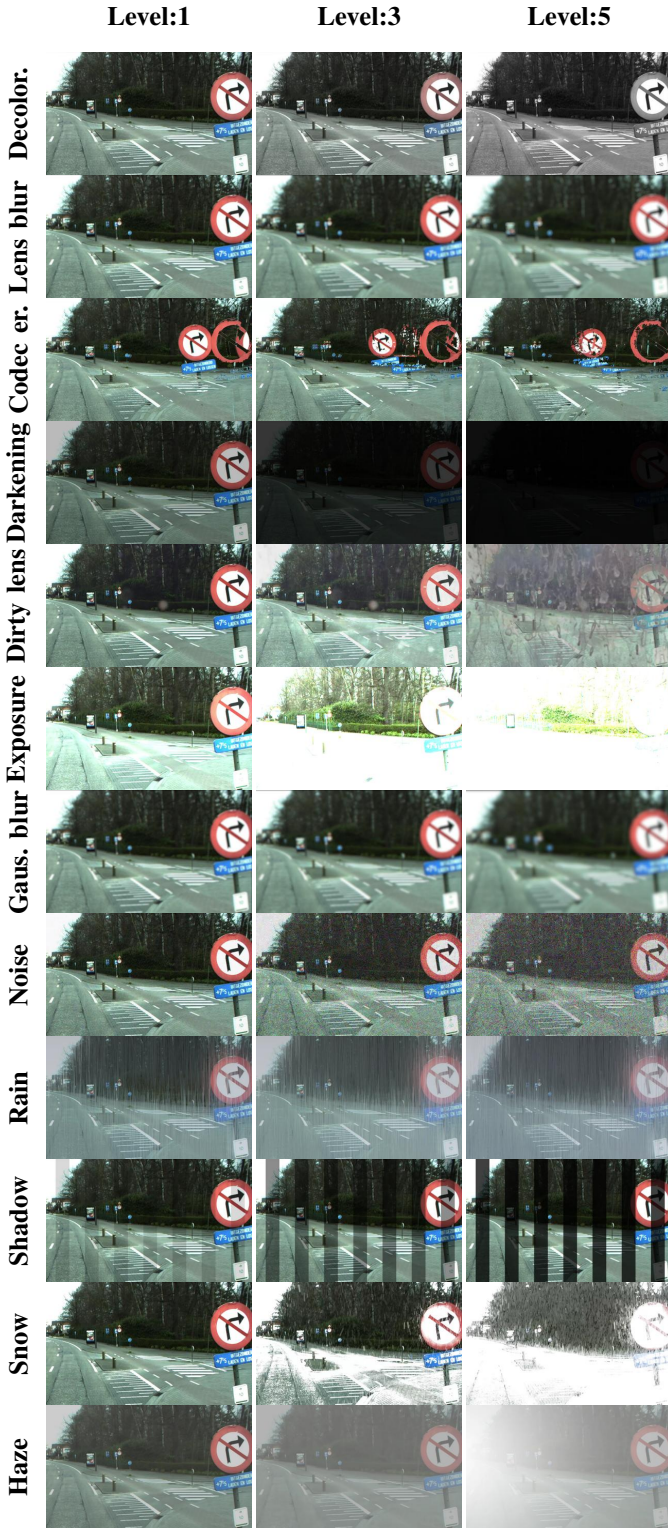 Level:1 Level:3 Level:5
Decolor.
Lens blur
Codec er.
Darkening
Dirty lens
Exposure
Gaus. blur
Noise
Rain
Shadow
Snow
Haze